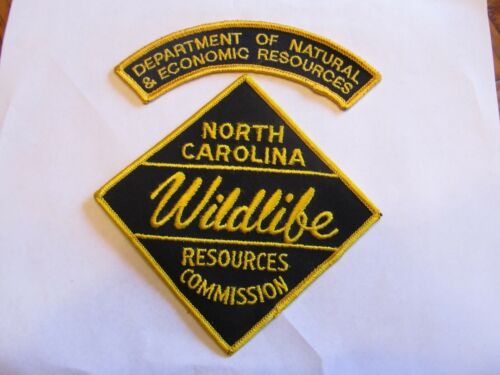 DEPARTMENT OF NATURAL
& ECONOMIC RESOURCES
NORTH
CAROLINA
Wildlife
RESOURCES
COMMISSION